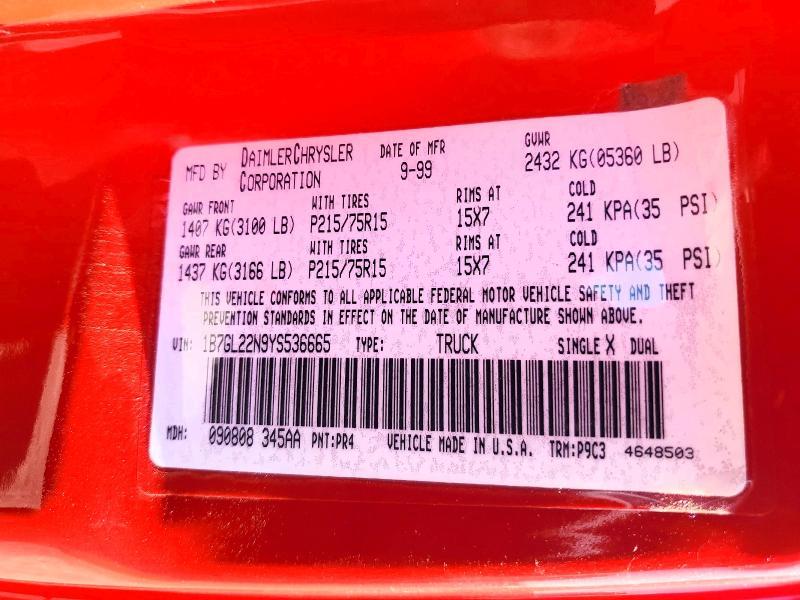 MFD BY DAIMLERCHRYSLER CORPORATION DATE OF MFR 9-99 GVWR 2432 KG(05360 LB)
GAWR FRONT WITH TIRES RIMS AT COLD
1407 KG(3100 LB) P215/75R15 15X7 241 KPA(35 PSI)
GAWR REAR WITH TIRES RIMS AT COLD
1437 KG(3166 LB) P215/75R15 15X7 241 KPA(35 PSI)
THIS VEHICLE CONFORMS TO ALL APPLICABLE FEDERAL MOTOR VEHICLE SAFETY AND THEFT
PREVENTION STANDARDS IN EFFECT ON THE DATE OF MANUFACTURE SHOWN ABOVE.
VIN: 1B7GL22N9YS536665 TYPE: TRUCK SINGLE X DUAL
MDH: 090808 345AA PNT:PR4 VEHICLE MADE IN U.S.A. TRM:P9C3 4648503